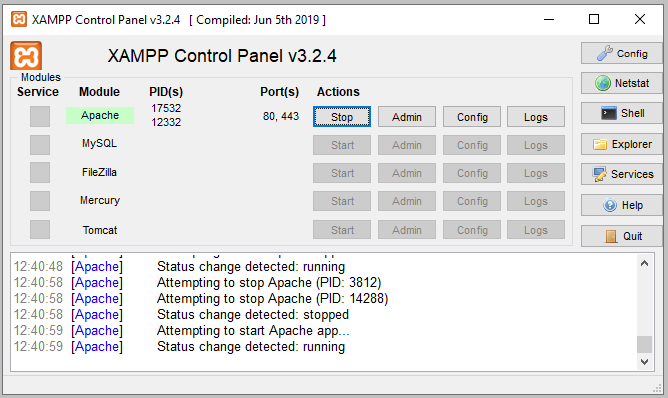 XAMPP Control Panel v3.2.4 [ Compiled: Jun 5th 2019 ]
XAMPP Control Panel v3.2.4
Config
Modules
Service Module PID(s) Port(s) Actions
Netstat
Apache 17532 12332 80, 443 Stop Admin Config Logs
Shell
MySQL Start Admin Config Logs
Explorer
FileZilla Start Admin Config Logs
Services
Mercury Start Admin Config Logs
Help
Tomcat Start Admin Config Logs
Quit
12:40:48 [Apache] Status change detected: running
12:40:58 [Apache] Attempting to stop Apache (PID: 3812)
12:40:58 [Apache] Attempting to stop Apache (PID: 14288)
12:40:58 [Apache] Status change detected: stopped
12:40:59 [Apache] Attempting to start Apache app...
12:40:59 [Apache] Status change detected: running